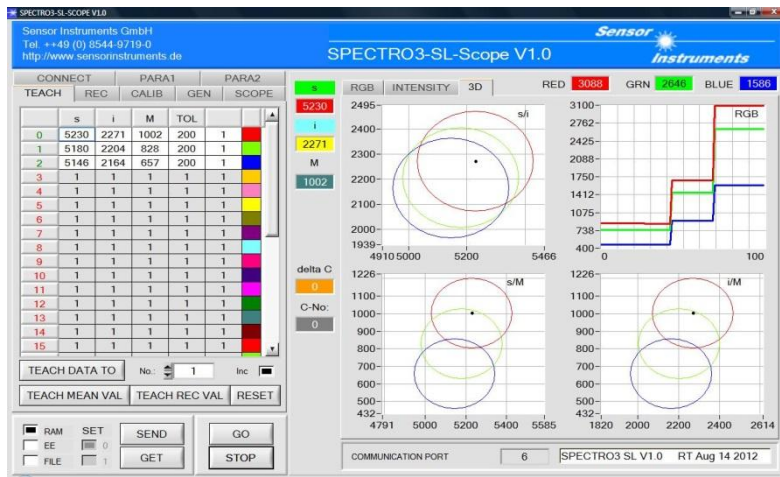 SPECTRO3-SL-SCOPE V1.0
Sensor Instruments GmbH
Tel. ++49 (0) 8544-9719-0
http://www.sensorinstruments.de
SPECTRO3-SL-Scope V1.0
Sensor
Instruments
CONNECT PARA1 PARA2
TEACH REC CALIB GEN SCOPE
s i M TOL
0 5230 2271 1002 200 1
1 5180 2204 828 200 1
2 5146 2164 657 200 1
3 1 1 1 1 1
4 1 1 1 1 1
5 1 1 1 1 1
6 1 1 1 1 1
7 1 1 1 1 1
8 1 1 1 1 1
9 1 1 1 1 1
10 1 1 1 1 1
11 1 1 1 1 1
12 1 1 1 1 1
13 1 1 1 1 1
14 1 1 1 1 1
15 1 1 1 1 1
TEACH DATA TO No.: 1 Inc
TEACH MEAN VAL TEACH REC VAL RESET
RAM SET SEND GO
EE 0
FILE 1 GET STOP
s
5230
i
2271
M
1002
delta C
0
C-No:
0
RGB INTENSITY 3D RED 3088 GRN 2646 BLUE 1586
s/i
2495
2400
2300
2200
2100
2000
1939
4910 5000 5200 5466
RGB
3100
2762
2425
2088
1750
1412
1075
738
400
0 100
s/M
1226
1100
1000
900
800
700
600
500
432
4791 5000 5200 5400 5585
i/M
1226
1100
1000
900
800
700
600
500
432
1820 2000 2200 2400 2614
COMMUNICATION PORT 6 SPECTRO3 SL V1.0 RT Aug 14 2012